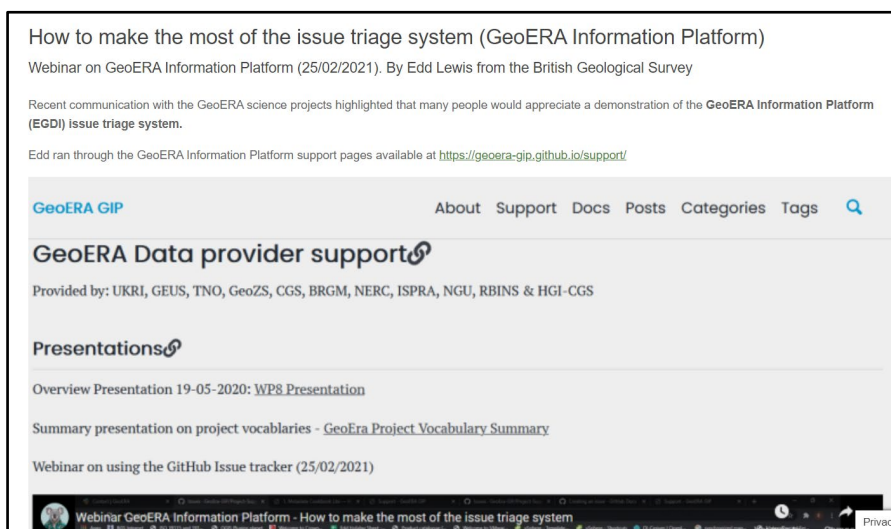 How to make the most of the issue triage system (GeoERA Information Platform)
Webinar on GeoERA Information Platform (25/02/2021). By Edd Lewis from the British Geological Survey
Recent communication with the GeoERA science projects highlighted that many people would appreciate a demonstration of the GeoERA Information Platform
(EGDI) issue triage system.
Edd ran through the GeoERA Information Platform support pages available at https://geoera-gip.github.io/support/
GeoERA GIP About Support Docs Posts Categories Tags
GeoERA Data provider support
Provided by: UKRI, GEUS, TNO, GeoZS, CGS, BRGM, NERC, ISPRA, NGU, RBINS & HGI-CGS
Presentations
Overview Presentation 19-05-2020: WP8 Presentation
Summary presentation on project vocablaries - GeoEra Project Vocabulary Summary
Webinar on using the GitHub Issue tracker (25/02/2021)
Webinar GeoERA Information Platform - How to make the most of the issue triage system
Privac